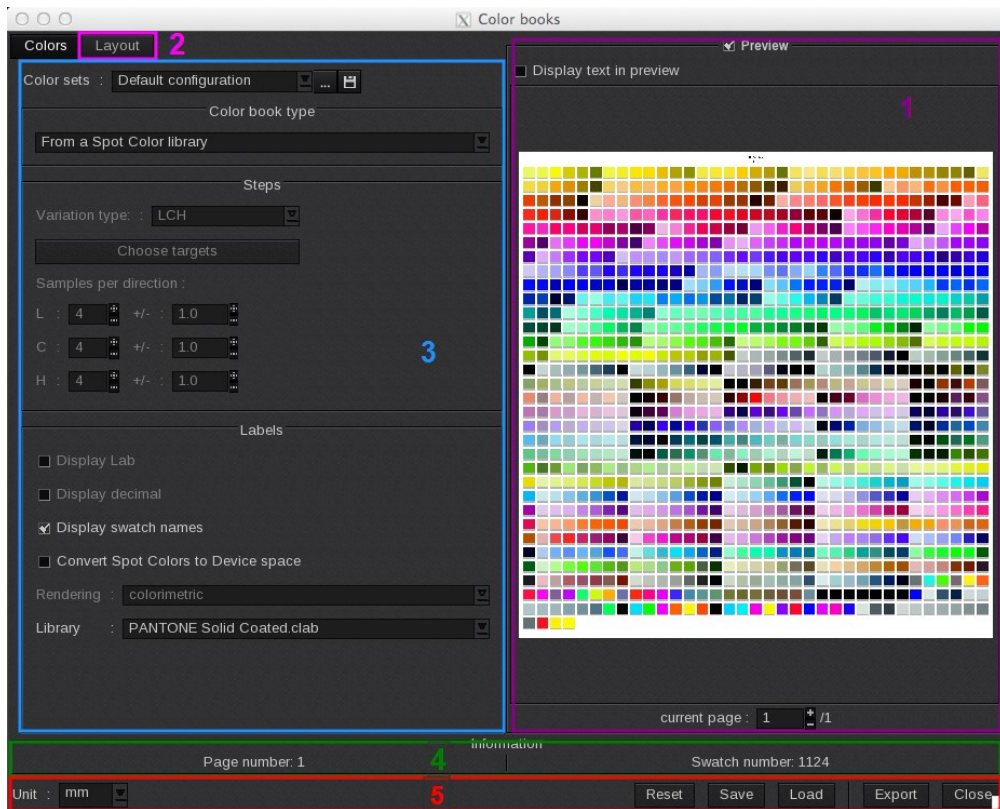 Color books
Colors Layout 2
Preview
Color sets : Default configuration ...
Display text in preview
1
Color book type
From a Spot Color library
Steps
Variation type: : LCH
Choose targets
Samples per direction :
L : 4 +/- : 1.0
C : 4 +/- : 1.0
3
H : 4 +/- : 1.0
Labels
Display Lab
Display decimal
Display swatch names
Convert Spot Colors to Device space
Rendering : colorimetric
Library : PANTONE Solid Coated.clab
current page : 1 /1
Information
Page number: 1
4
Swatch number: 1124
Unit : mm
5
Reset Save Load Export Close